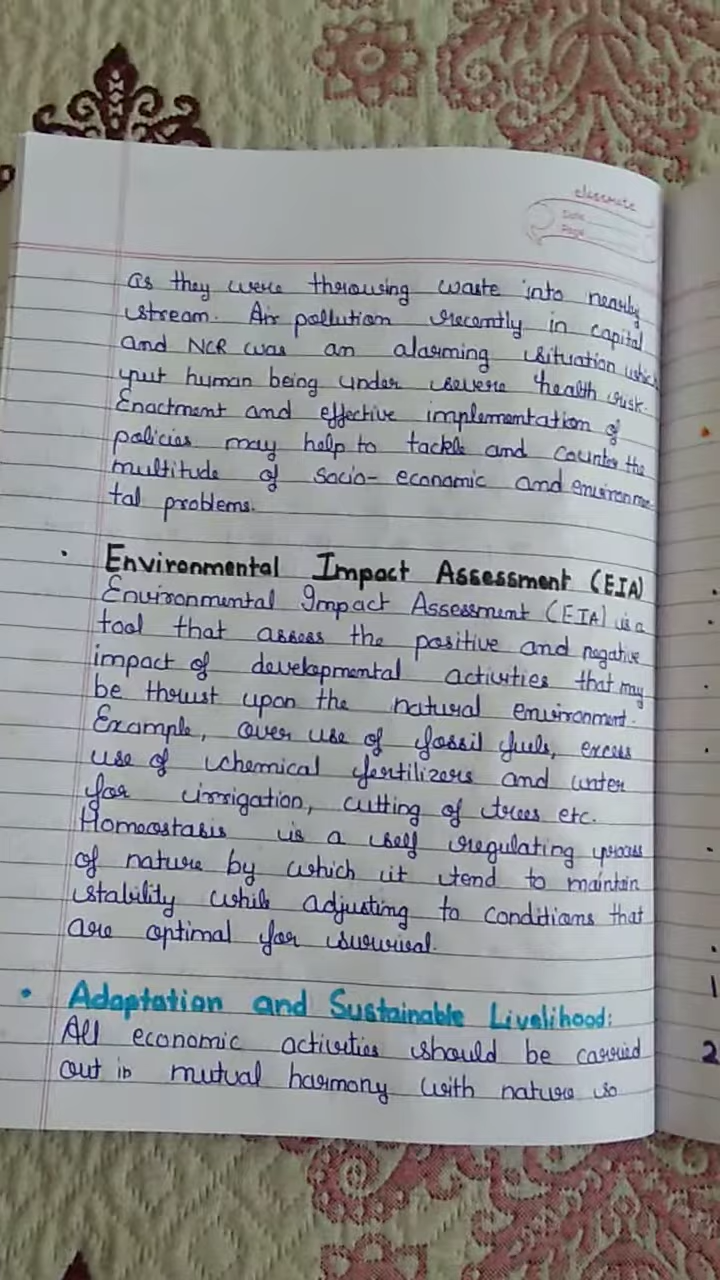 classmate
Date
Page
as they were throwing waste into nearby
stream. Air pollution recently in capital
and NCR was an alarming situation which
put human being under severe health risk.
Enactment and effective implementation of
policies may help to tackle and counter the
multitude of socio-economic and environmen
tal problems.
• Environmental Impact Assessment (EIA)
Environmental Impact Assessment (EIA) is a
tool that assess the positive and negative
impact of developmental activities that may
be thrust upon the natural environment.
Example, over use of fossil fuels, excess
use of chemical fertilizers and water
for irrigation, cutting of trees etc.
Homeostasis is a self regulating process
of nature by which it tend to maintain
stability while adjusting to conditions that
are optimal for survival.
• Adaptation and Sustainable Livelihood:
All economic activities should be carried
out in mutual harmony with nature so
1
2